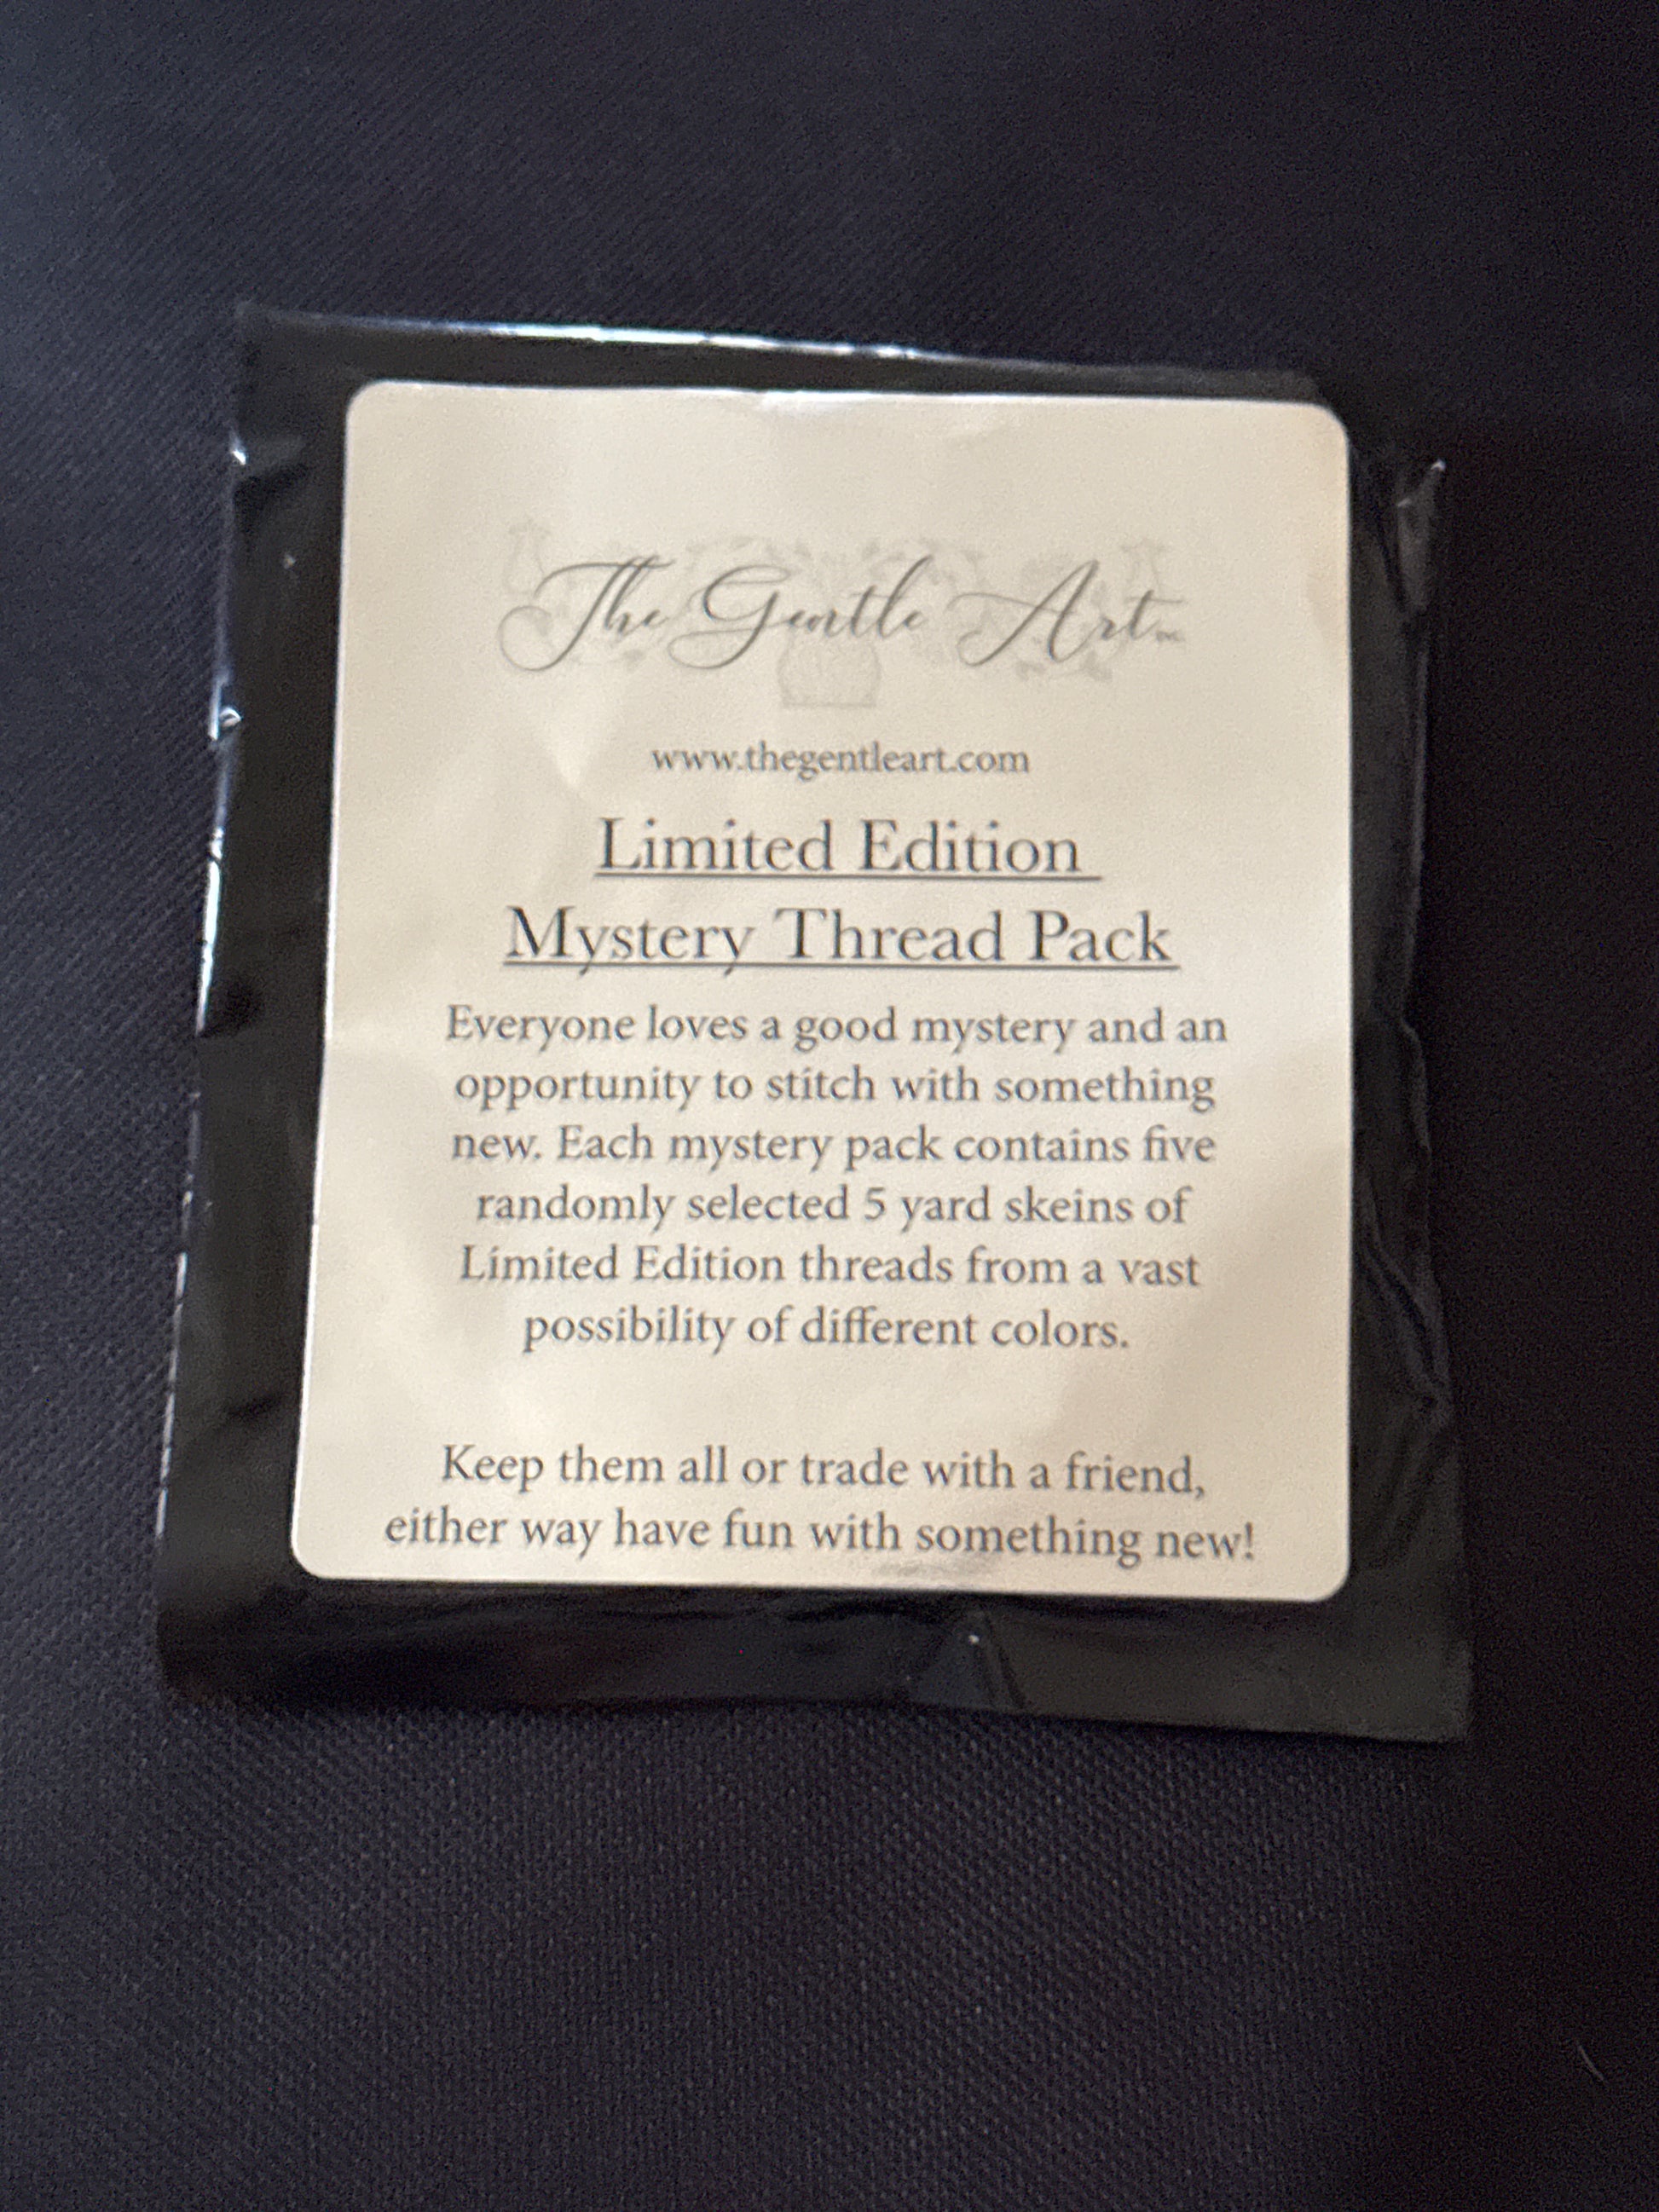 The Gentle Art
www.thegentleart.com
Limited Edition
Mystery Thread Pack
Everyone loves a good mystery and an
opportunity to stitch with something
new. Each mystery pack contains five
randomly selected 5 yard skeins of
Limited Edition threads from a vast
possibility of different colors.
Keep them all or trade with a friend,
either way have fun with something new!